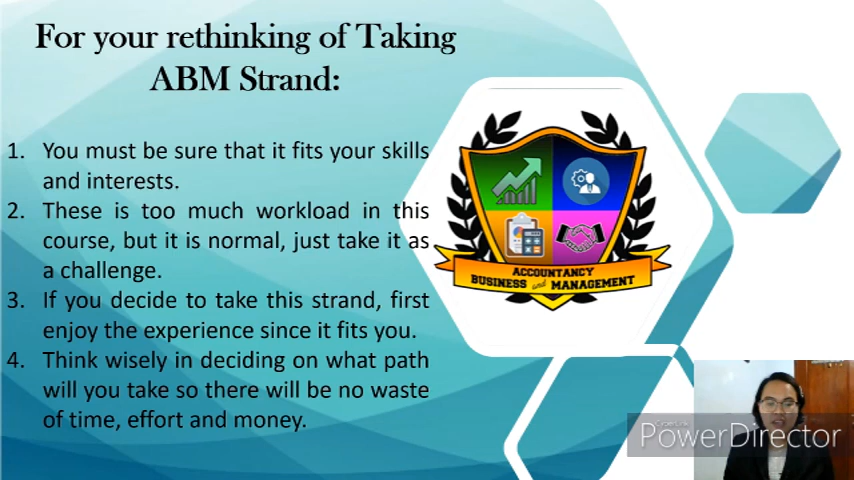 For your rethinking of Taking
ABM Strand:
1. You must be sure that it fits your skills
and interests.
2. These is too much workload in this
course, but it is normal, just take it as
a challenge.
3. If you decide to take this strand, first
enjoy the experience since it fits you.
4. Think wisely in deciding on what path
will you take so there will be no waste
of time, effort and money.
ACCOUNTANCY
BUSINESS and MANAGEMENT
CyberLink
PowerDirector